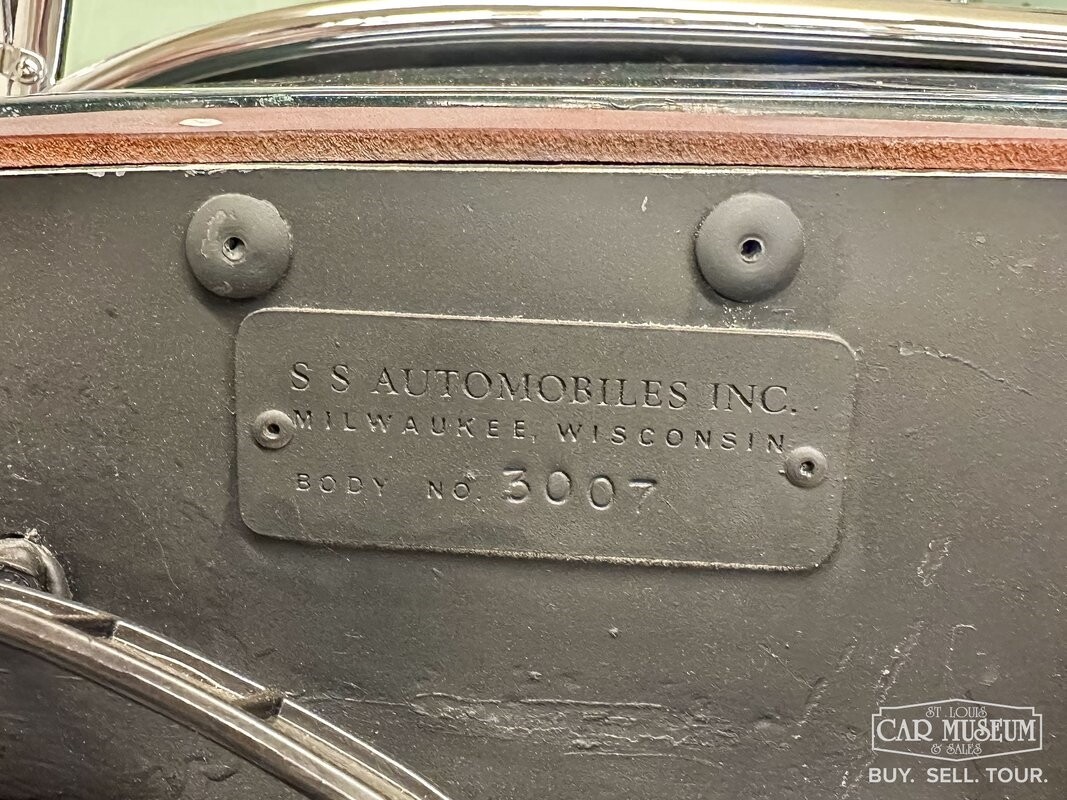 S S AUTOMOBILES INC.
MILWAUKEE, WISCONSIN
BODY NO. 3007
ST. LOUIS
CAR MUSEUM
& SALES
BUY. SELL. TOUR.